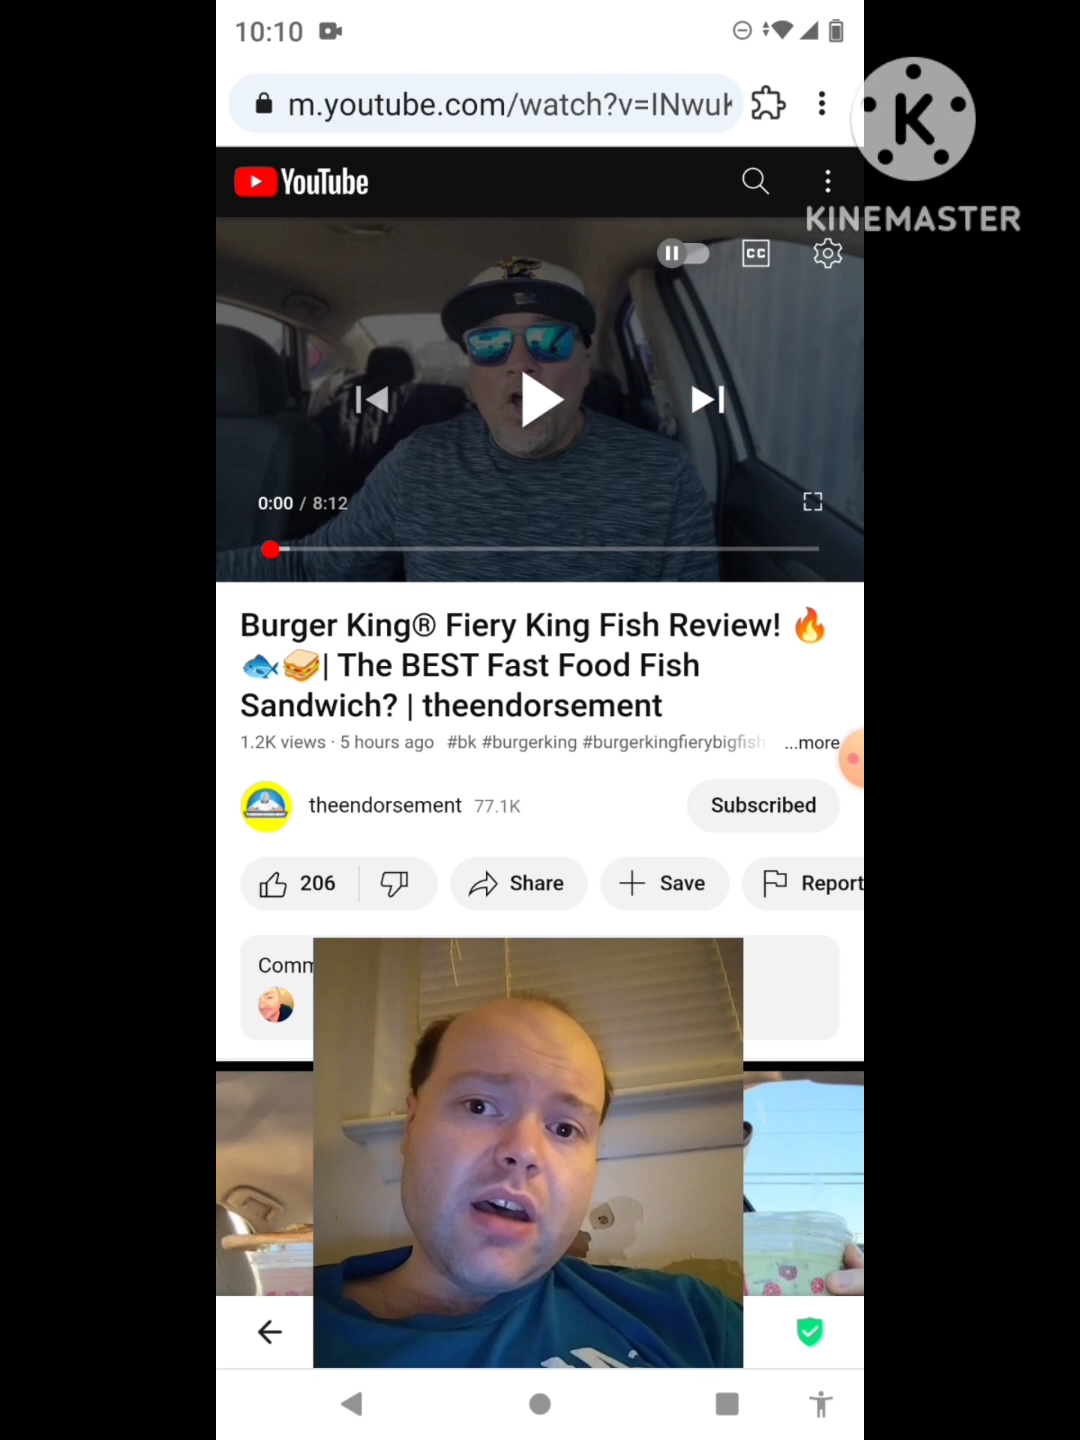 10:10
m.youtube.com/watch?v=INwuk
K
KINEMASTER
YouTube
CC
0:00 / 8:12
Burger King® Fiery King Fish Review! 🔥
🐟🥪| The BEST Fast Food Fish
Sandwich? | theendorsement
1.2K views · 5 hours ago #bk #burgerking #burgerkingfierybigfish ...more
theendorsement 77.1K Subscribed
206 Share Save Report
Comm